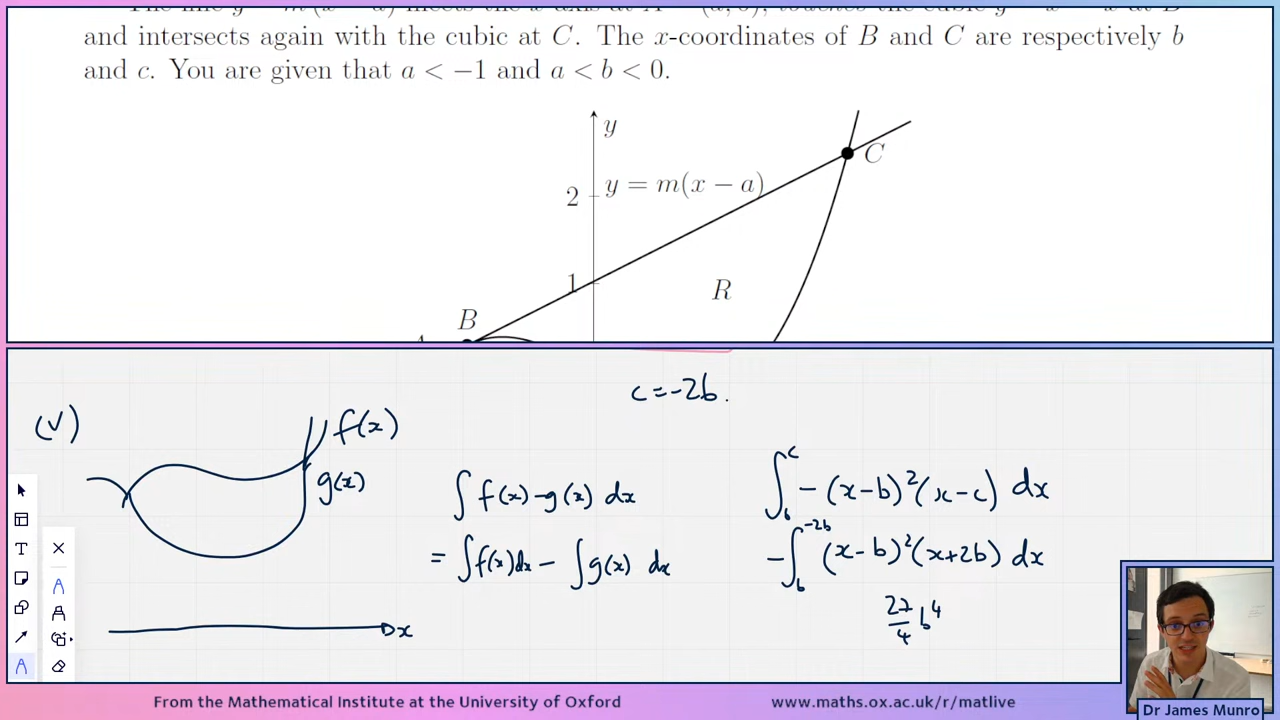 and intersects again with the cubic at C. The x-coordinates of B and C are respectively b
and c. You are given that a < −1 and a < b < 0.
y
C
y = m(x − a)
2
1
R
B
c = -2b.
(v)
f(x)
g(x)
x
∫ f(x) - g(x) dx
= ∫f(x)dx - ∫g(x) dx
∫_b^c -(x-b)²(x-c) dx
-∫_b^{-2b} (x-b)²(x+2b) dx
27/4 b⁴
T
From the Mathematical Institute at the University of Oxford
www.maths.ox.ac.uk/r/matlive
Dr James Munro